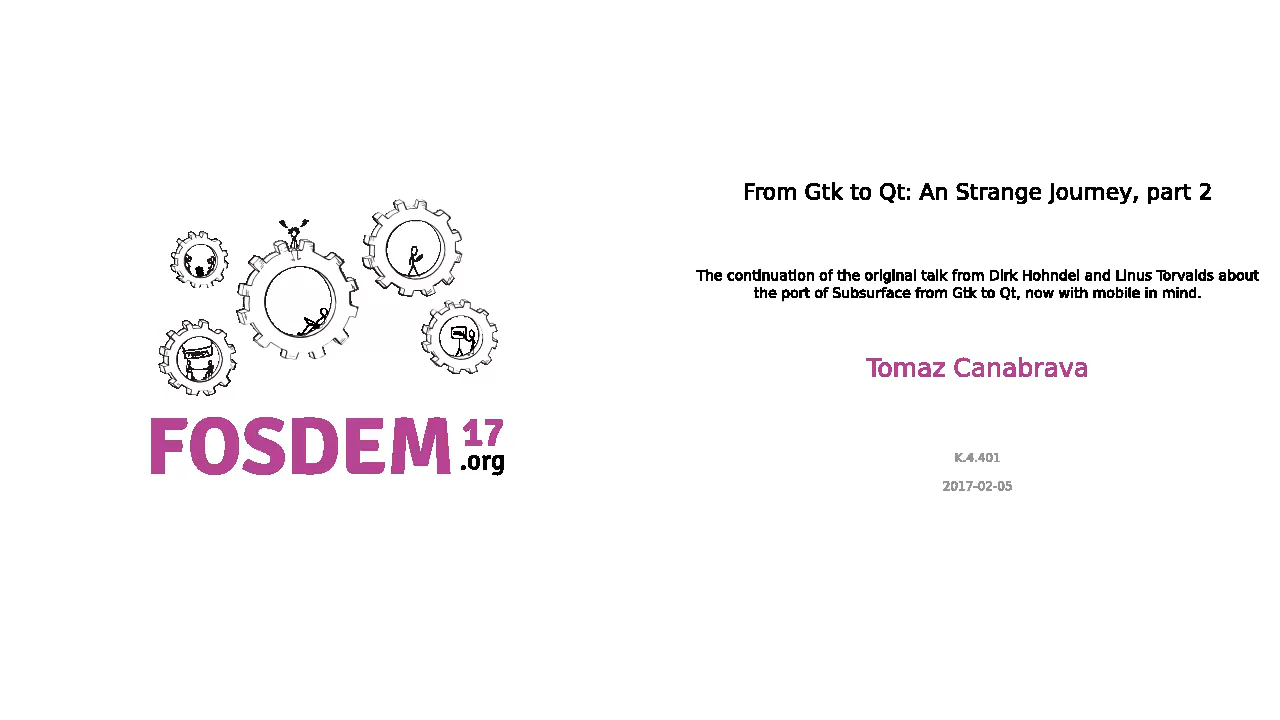 From Gtk to Qt: An Strange Journey, part 2
The continuation of the original talk from Dirk Hohndel and Linus Torvalds about
the port of Subsurface from Gtk to Qt, now with mobile in mind.
Tomaz Canabrava
K.4.401
2017-02-05
FOSDEM 17
.org